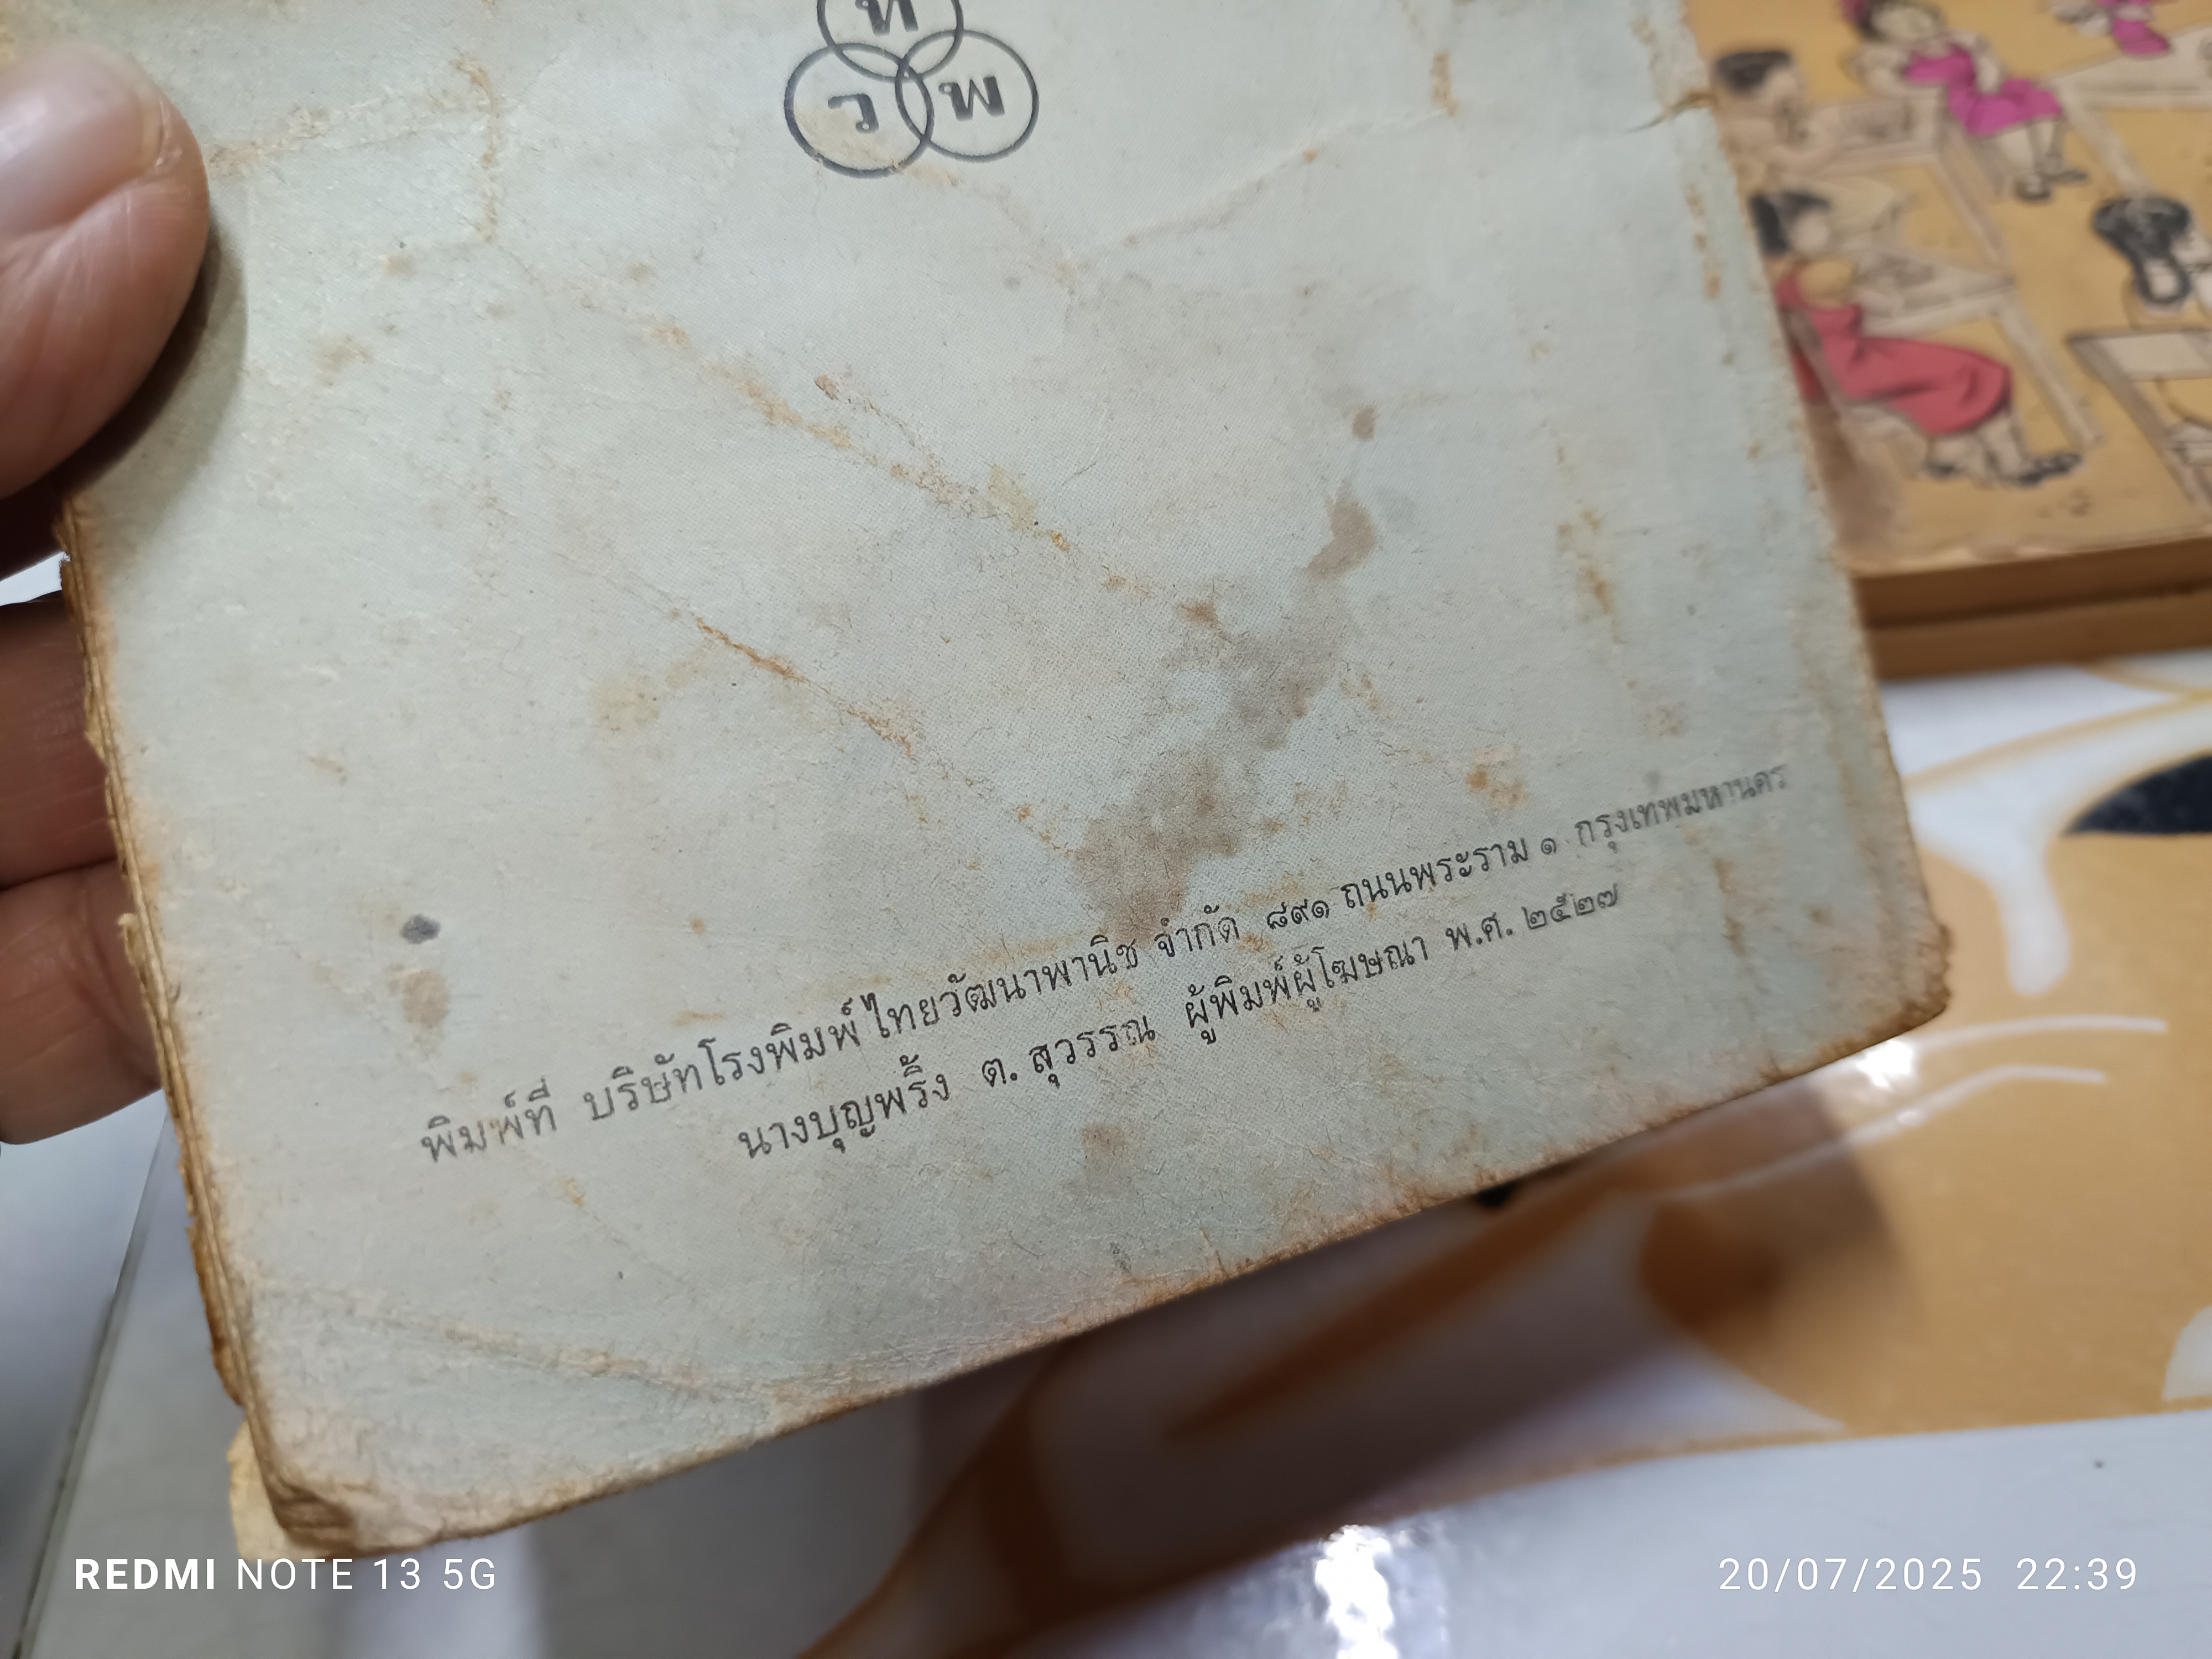 ท
ว พ
พิมพ์ที่ บริษัทโรงพิมพ์ไทยวัฒนาพานิช จำกัด ๘๙๑ ถนนพระราม ๑ กรุงเทพมหานคร
นางบุญพริ้ง ต. สุวรรณ ผู้พิมพ์ผู้โฆษณา พ.ศ. ๒๕๒๗
REDMI NOTE 13 5G
20/07/2025 22:39